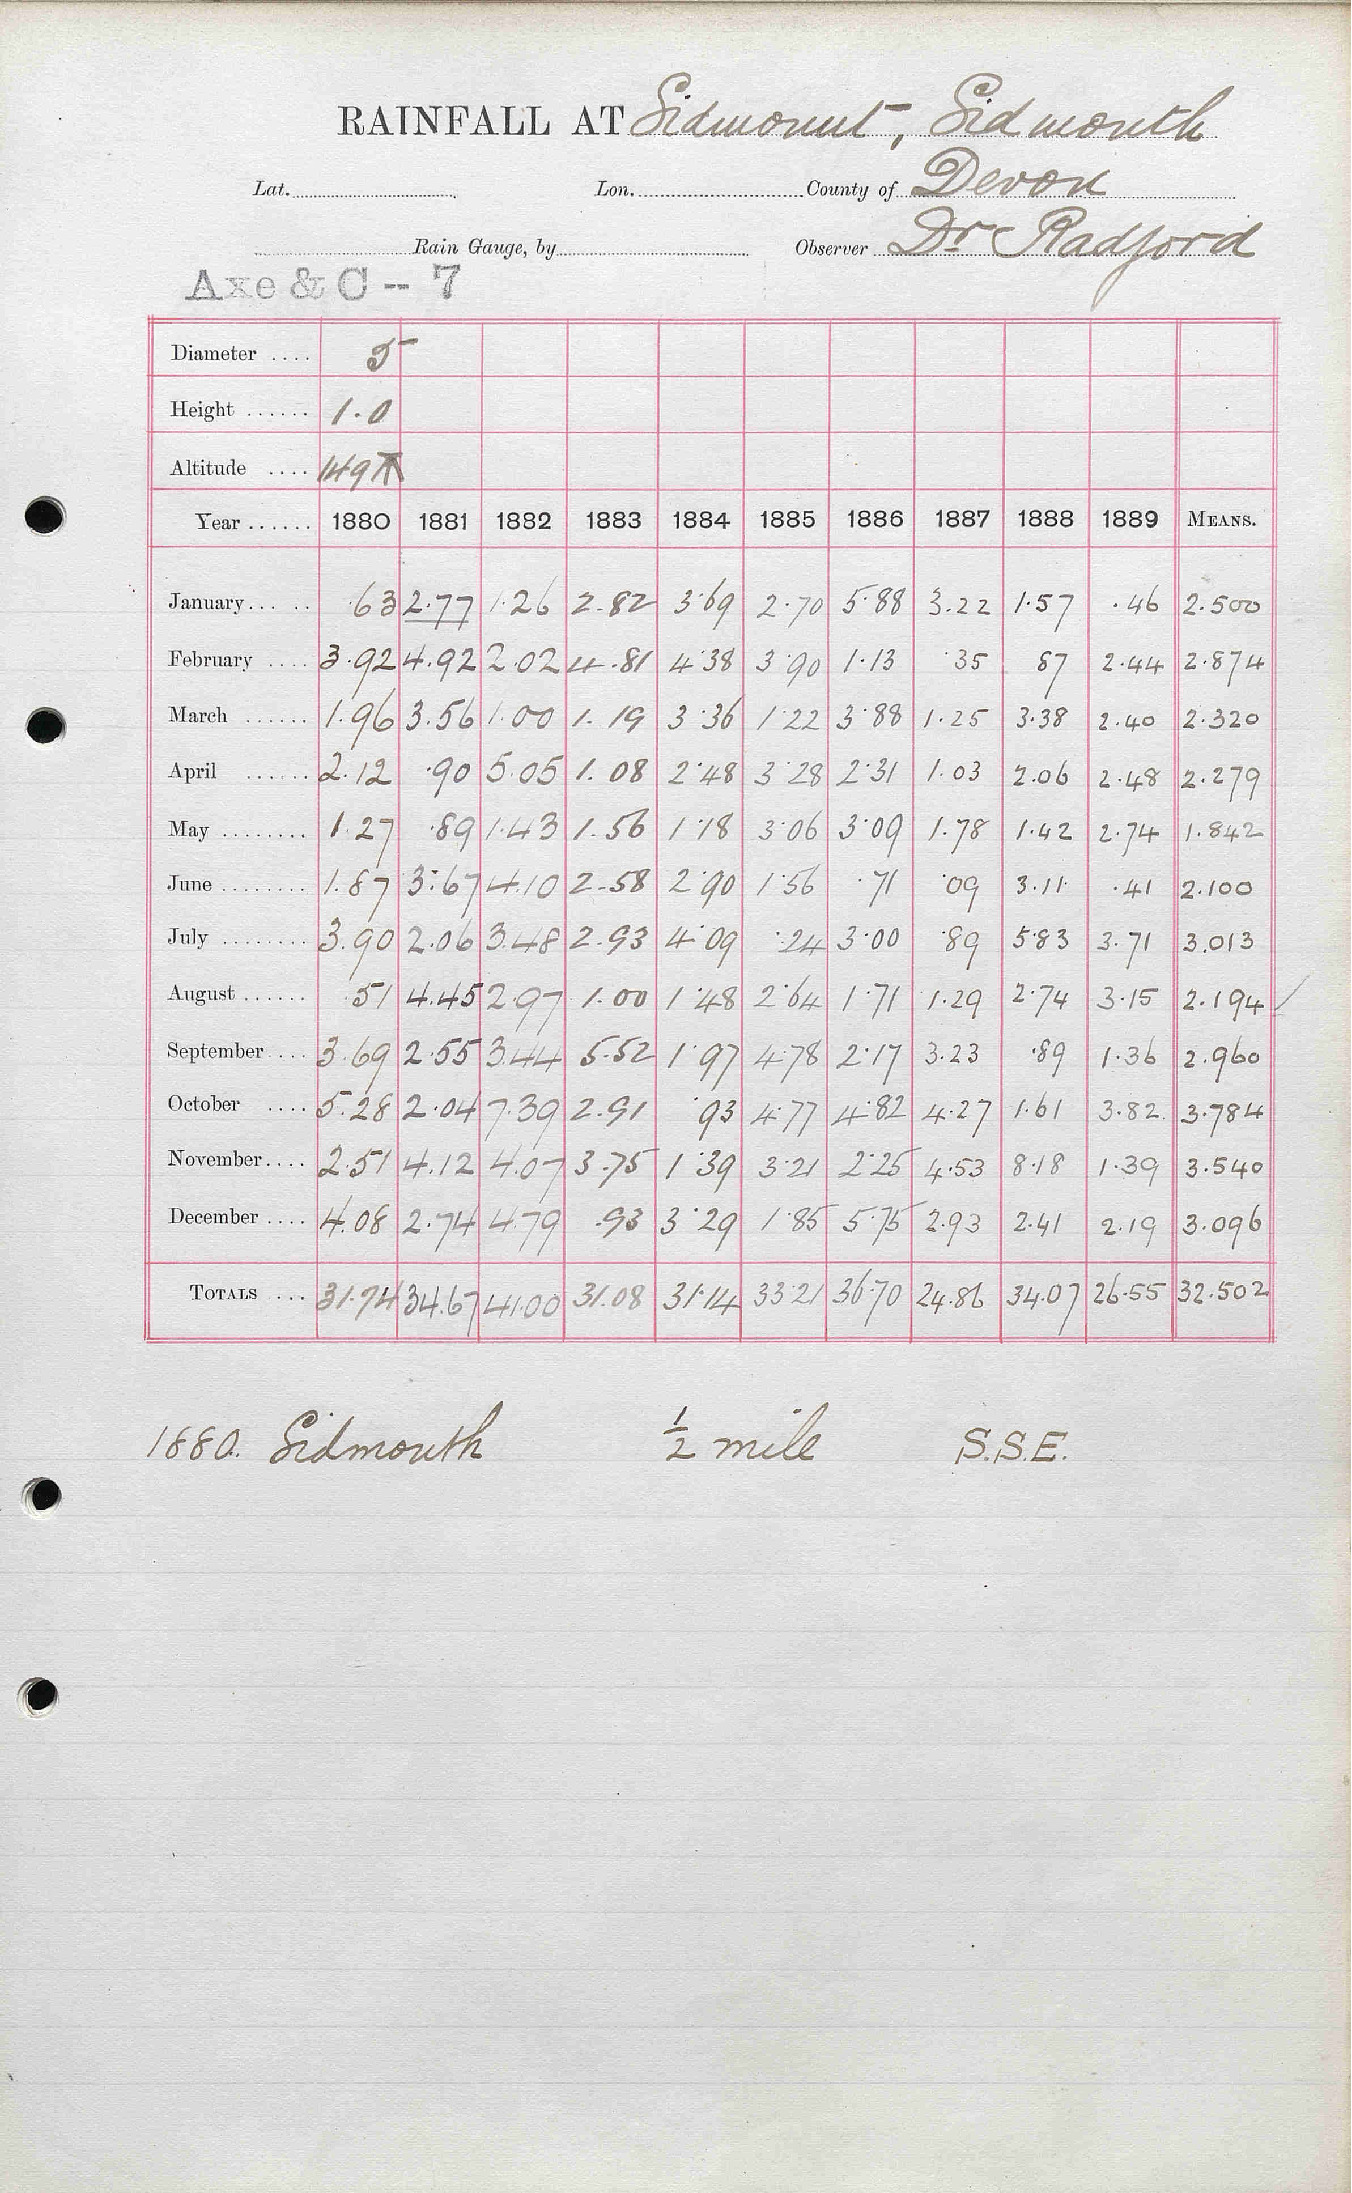 RAINFALL AT Sidmount, Sidmouth
Lat. Lon. County of Devon
Rain Gauge, by Observer Dr Radford
Axe & C - 7
Diameter .... 5
Height ...... 1.0
Altitude .... 149
Year ...... 1880 1881 1882 1883 1884 1885 1886 1887 1888 1889 MEANS.
January ... .63 2.77 1.26 2.82 3.69 2.70 5.88 3.22 1.57 .46 2.500
February .... 3.92 4.92 2.02 4.81 4.38 3.90 1.13 .35 87 2.44 2.874
March ...... 1.96 3.56 1.00 1.19 3.36 1.22 3.88 1.25 3.38 2.40 2.320
April ...... 2.12 .90 5.05 1.08 2.48 3.28 2.31 1.03 2.06 2.48 2.279
May ........ 1.27 .89 1.43 1.56 1.18 3.06 3.09 1.78 1.42 2.74 1.842
June ........ 1.87 3.67 4.10 2.58 2.90 1.56 .71 .09 3.11 .41 2.100
July ........ 3.90 2.06 3.48 2.93 4.09 .24 3.00 .89 5.83 3.71 3.013
August ...... .51 4.45 2.97 1.00 1.48 2.64 1.71 1.29 2.74 3.15 2.194 /
September .... 3.69 2.55 3.44 5.52 1.97 4.78 2.17 3.23 .89 1.36 2.960
October .... 5.28 2.04 7.39 2.91 .93 4.77 4.82 4.27 1.61 3.82 3.784
November .... 2.51 4.12 4.07 3.75 1.39 3.21 2.25 4.53 8.18 1.39 3.540
December .... 4.08 2.74 4.79 .93 3.29 1.85 5.75 2.93 2.41 2.19 3.096
TOTALS ... 31.74 34.67 41.00 31.08 31.14 33.21 36.70 24.86 34.07 26.55 32.502
1880. Sidmouth ½ mile S.S.E.